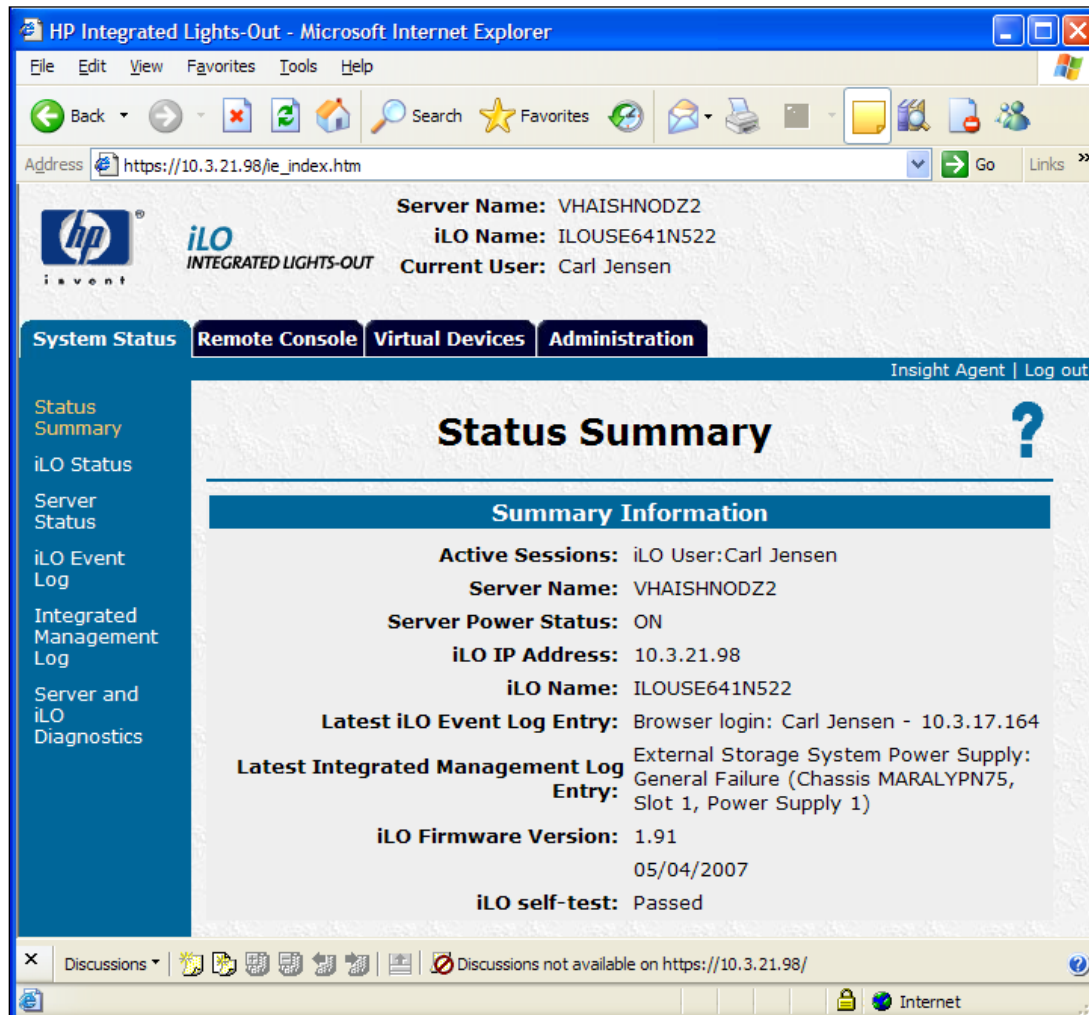 HP Integrated Lights-Out - Microsoft Internet Explorer
File Edit View Favorites Tools Help
Back Search Favorites
Address https://10.3.21.98/ie_index.htm Go Links »
hp ®
invent
iLO
INTEGRATED LIGHTS-OUT
Server Name: VHAISHNODZ2
iLO Name: ILOUSE641N522
Current User: Carl Jensen
System Status Remote Console Virtual Devices Administration
Insight Agent | Log out
Status
Summary
iLO Status
Server
Status
iLO Event
Log
Integrated
Management
Log
Server and
iLO
Diagnostics
Status Summary ?
Summary Information
Active Sessions: iLO User:Carl Jensen
Server Name: VHAISHNODZ2
Server Power Status: ON
iLO IP Address: 10.3.21.98
iLO Name: ILOUSE641N522
Latest iLO Event Log Entry: Browser login: Carl Jensen - 10.3.17.164
Latest Integrated Management Log
Entry:
External Storage System Power Supply:
General Failure (Chassis MARALYPN75,
Slot 1, Power Supply 1)
iLO Firmware Version: 1.91
05/04/2007
iLO self-test: Passed
Discussions Discussions not available on https://10.3.21.98/
Internet